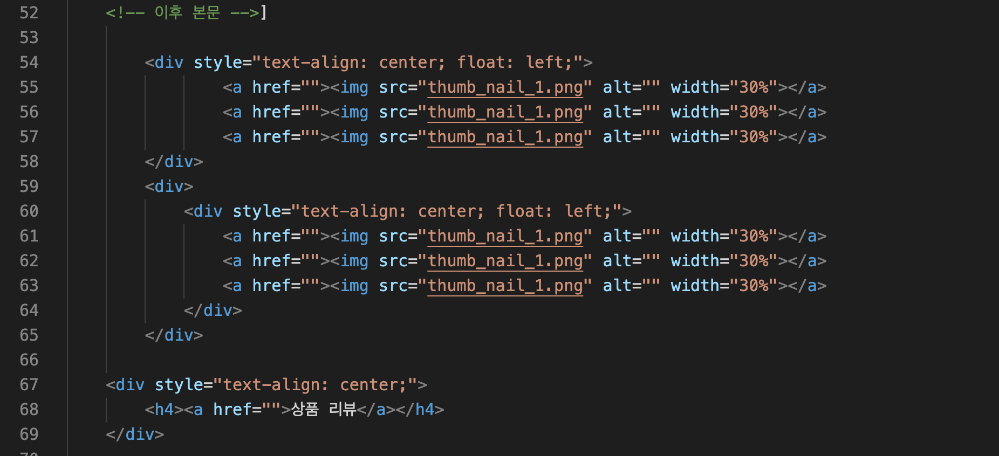 52 <!-- 이후 본문 -->]
53
54 <div style="text-align: center; float: left;">
55 <a href=""><img src="thumb_nail_1.png" alt="" width="30%"></a>
56 <a href=""><img src="thumb_nail_1.png" alt="" width="30%"></a>
57 <a href=""><img src="thumb_nail_1.png" alt="" width="30%"></a>
58 </div>
59 <div>
60 <div style="text-align: center; float: left;">
61 <a href=""><img src="thumb_nail_1.png" alt="" width="30%"></a>
62 <a href=""><img src="thumb_nail_1.png" alt="" width="30%"></a>
63 <a href=""><img src="thumb_nail_1.png" alt="" width="30%"></a>
64 </div>
65 </div>
66
67 <div style="text-align: center;">
68 <h4><a href="">상품 리뷰</a></h4>
69 </div>
70